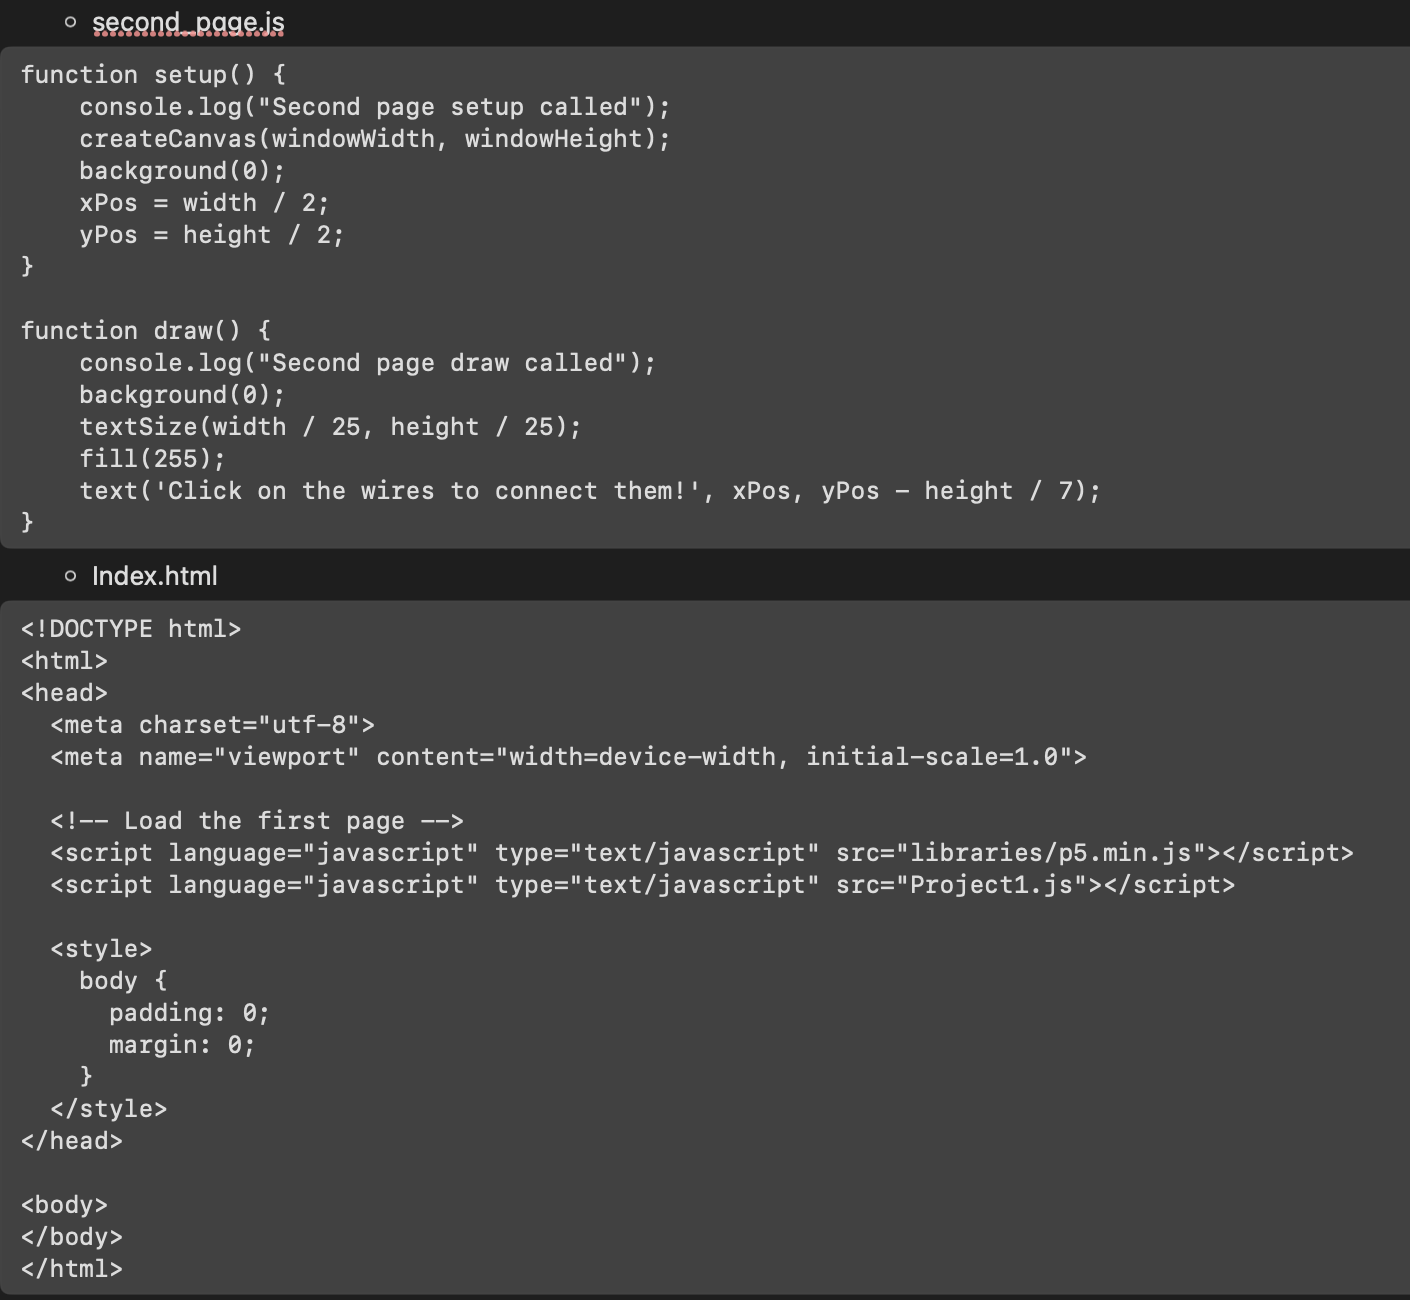 second_page.js
function setup() {
    console.log("Second page setup called");
    createCanvas(windowWidth, windowHeight);
    background(0);
    xPos = width / 2;
    yPos = height / 2;
}

function draw() {
    console.log("Second page draw called");
    background(0);
    textSize(width / 25, height / 25);
    fill(255);
    text('Click on the wires to connect them!', xPos, yPos - height / 7);
}
Index.html
<!DOCTYPE html>
<html>
<head>
  <meta charset="utf-8">
  <meta name="viewport" content="width=device-width, initial-scale=1.0">

  <!-- Load the first page -->
  <script language="javascript" type="text/javascript" src="libraries/p5.min.js"></script>
  <script language="javascript" type="text/javascript" src="Project1.js"></script>

  <style>
    body {
      padding: 0;
      margin: 0;
    }
  </style>
</head>

<body>
</body>
</html>